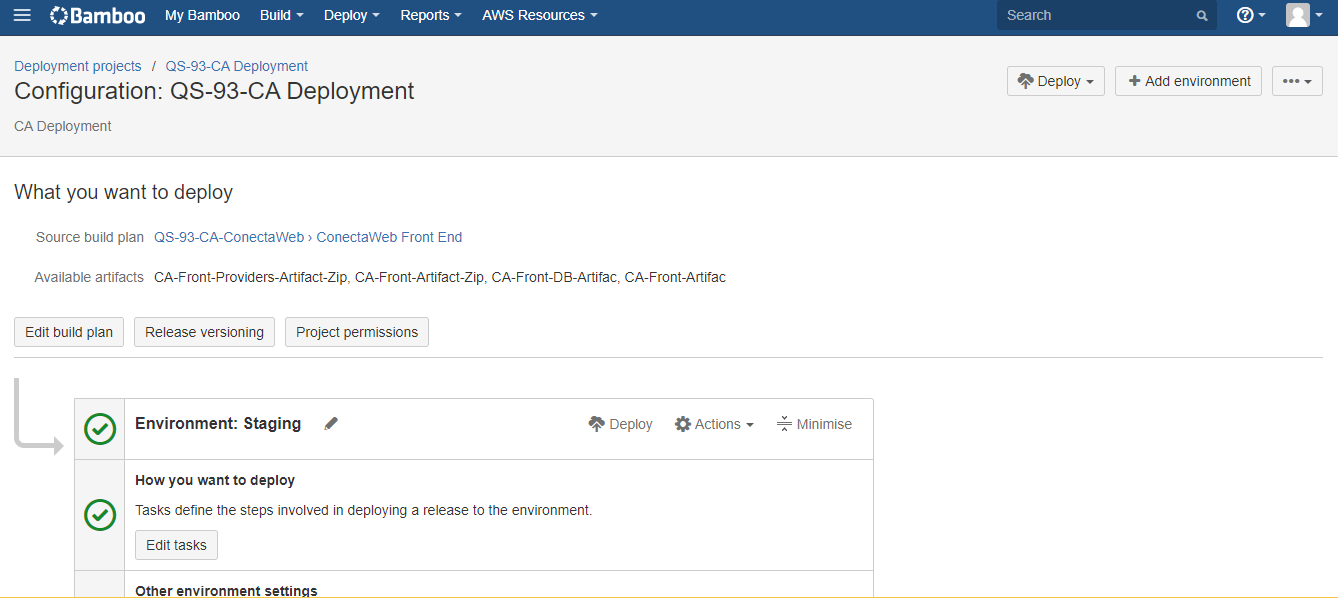 Bamboo My Bamboo Build Deploy Reports AWS Resources Search
Deployment projects / QS-93-CA Deployment
Configuration: QS-93-CA Deployment
Deploy Add environment
CA Deployment
What you want to deploy
Source build plan QS-93-CA-ConectaWeb › ConectaWeb Front End
Available artifacts CA-Front-Providers-Artifact-Zip, CA-Front-Artifact-Zip, CA-Front-DB-Artifac, CA-Front-Artifac
Edit build plan Release versioning Project permissions
Environment: Staging Deploy Actions Minimise
How you want to deploy
Tasks define the steps involved in deploying a release to the environment.
Edit tasks
Other environment settings